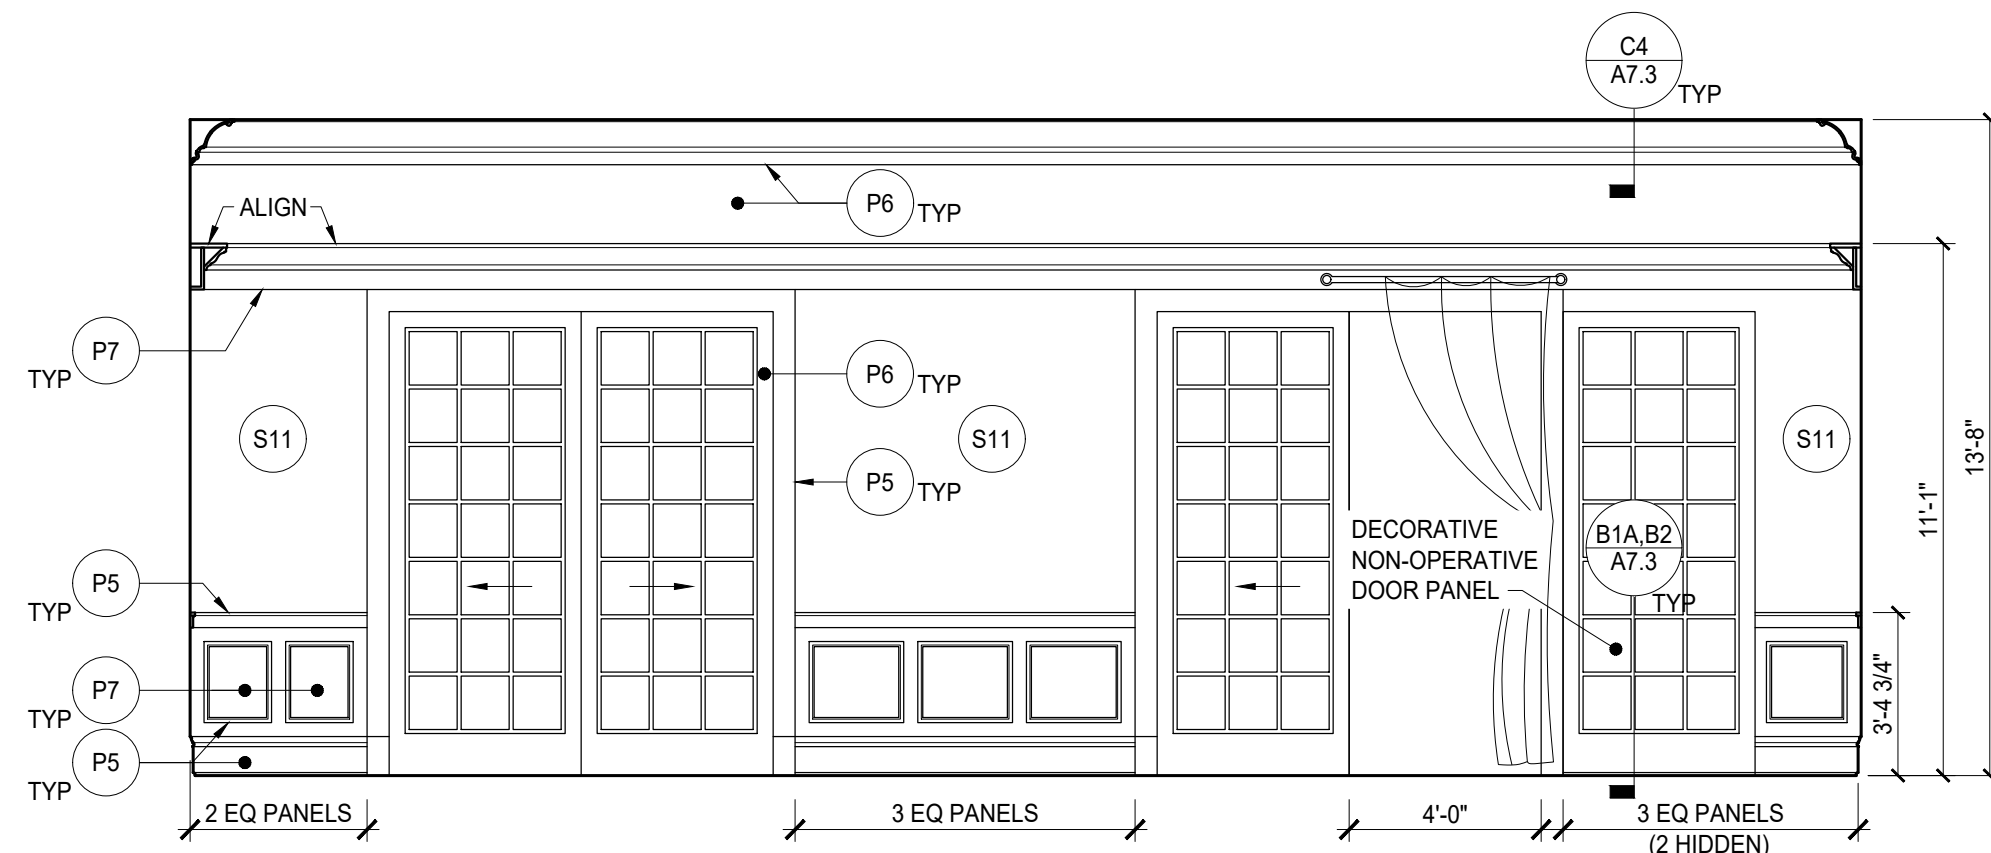 C4
A7.3
TYP
ALIGN
P6
TYP
P7
TYP
P6
TYP
S11
S11
S11
P5
TYP
13'-8"
11'-1"
DECORATIVE
NON-OPERATIVE
DOOR PANEL
B1A,B2
A7.3
TYP
P5
TYP
P7
TYP
3'-4 3/4"
P5
TYP
2 EQ PANELS
3 EQ PANELS
4'-0"
3 EQ PANELS
(2 HIDDEN)